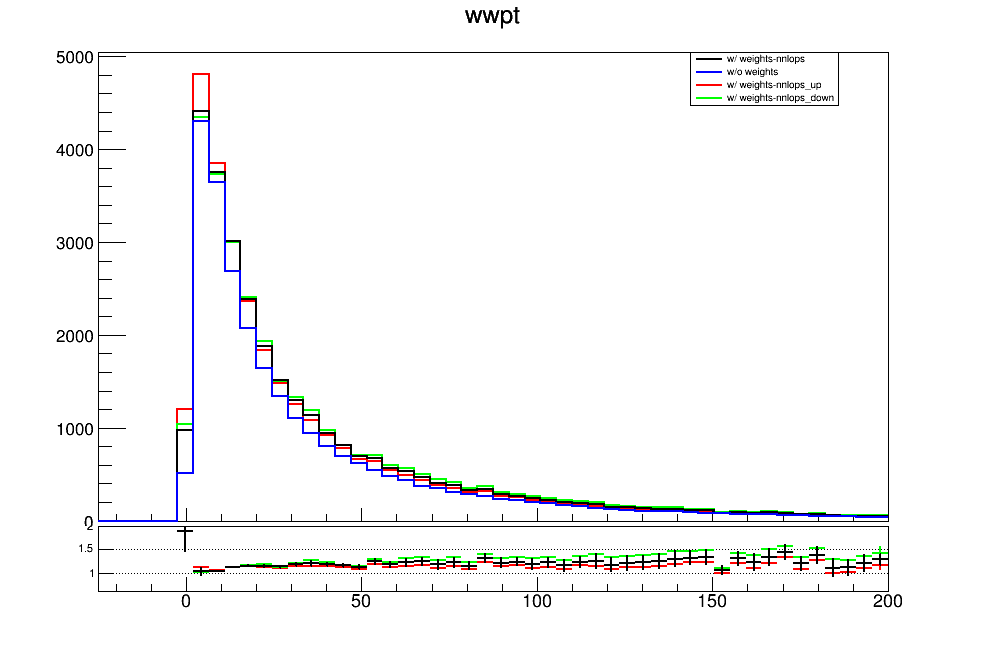 wwpt
w/ weights-nnlops
w/o weights
w/ weights-nnlops_up
w/ weights-nnlops_down
5000
4000
3000
2000
1000
0
2
1.5
1
0 50 100 150 200